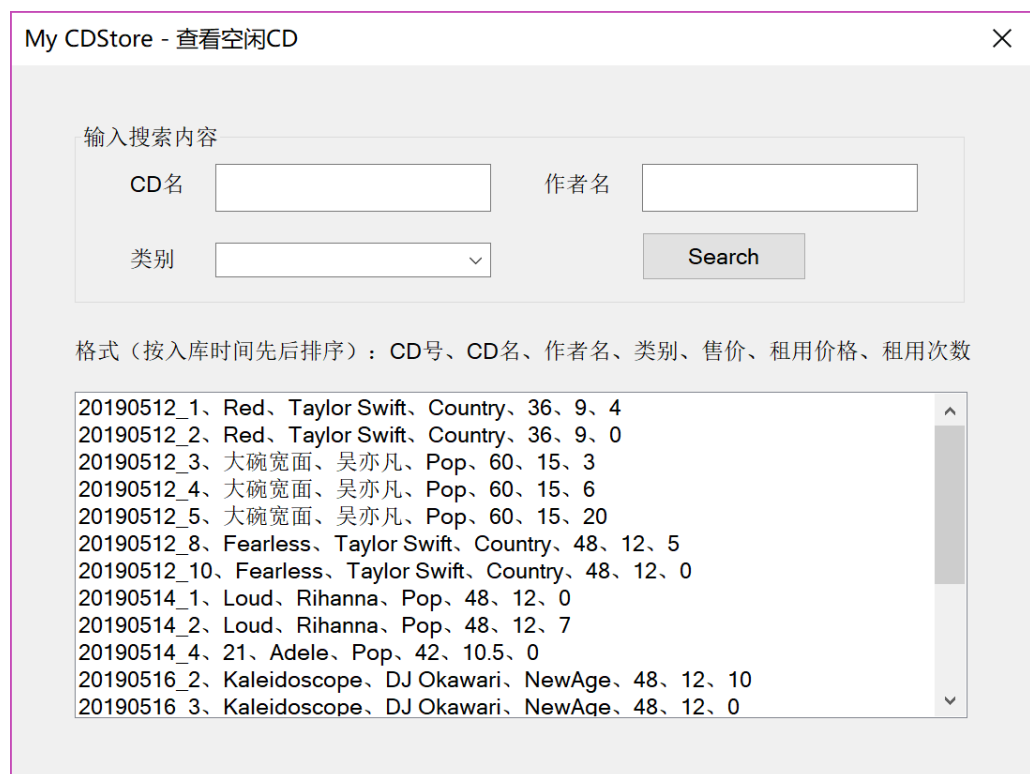 My CDStore - 查看空闲CD
输入搜索内容
CD名 作者名
类别 Search
格式（按入库时间先后排序）：CD号、CD名、作者名、类别、售价、租用价格、租用次数
20190512_1、Red、Taylor Swift、Country、36、9、4
20190512_2、Red、Taylor Swift、Country、36、9、0
20190512_3、大碗宽面、吴亦凡、Pop、60、15、3
20190512_4、大碗宽面、吴亦凡、Pop、60、15、6
20190512_5、大碗宽面、吴亦凡、Pop、60、15、20
20190512_8、Fearless、Taylor Swift、Country、48、12、5
20190512_10、Fearless、Taylor Swift、Country、48、12、0
20190514_1、Loud、Rihanna、Pop、48、12、0
20190514_2、Loud、Rihanna、Pop、48、12、7
20190514_4、21、Adele、Pop、42、10.5、0
20190516_2、Kaleidoscope、DJ Okawari、NewAge、48、12、10
20190516_3、Kaleidoscope、DJ Okawari、NewAge、48、12、0